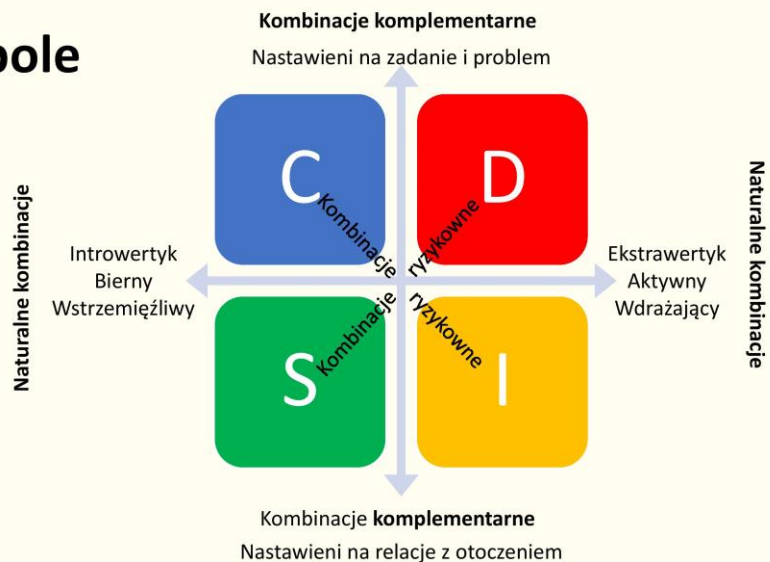 Kombinacje komplementarne
pole
Nastawieni na zadanie i problem
C
D
Kombinacje ryzykowne
Kombinacje ryzykowne
Naturalne kombinacje
Introwertyk
Bierny
Wstrzemięźliwy
Ekstrawertyk
Aktywny
Wdrażający
Naturalne kombinacje
S
I
Kombinacje komplementarne
Nastawieni na relacje z otoczeniem